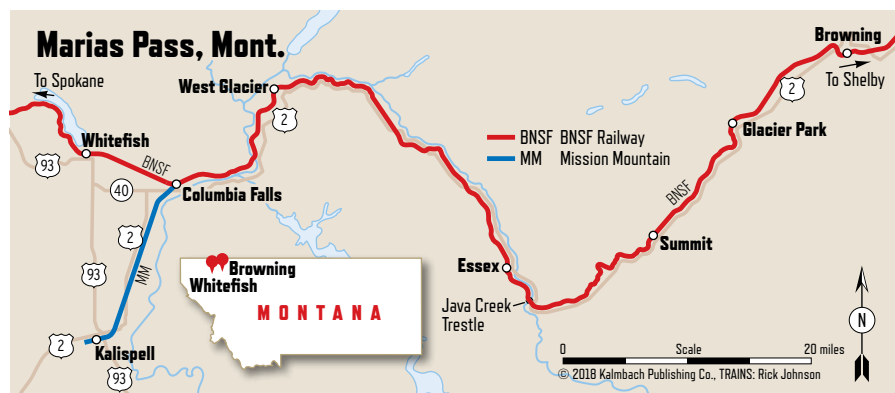 Marias Pass, Mont.
To Spokane
Whitefish
93
BNSF
40
Columbia Falls
West Glacier
2
2
93
MM
2
Kalispell
93
BNSF BNSF Railway
MM Mission Mountain
Browning
To Shelby
2
Glacier Park
BNSF
Summit
Essex
Java Creek
Trestle
Browning
Whitefish
MONTANA
N
0 Scale 20 miles
© 2018 Kalmbach Publishing Co., TRAINS: Rick Johnson